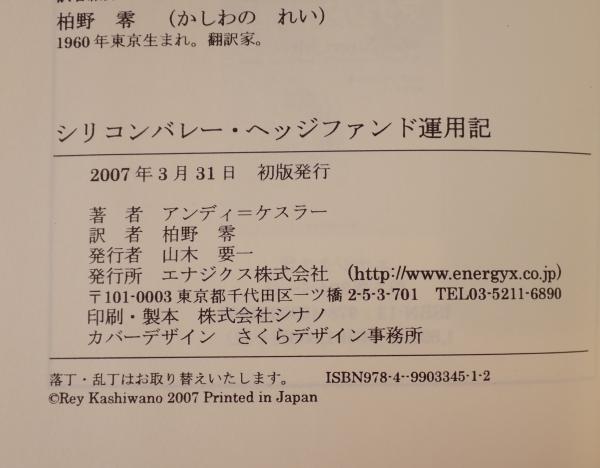 柏野　零　（かしわの　れい）
1960年東京生まれ。翻訳家。
シリコンバレー・ヘッジファンド運用記
2007年3月31日　初版発行
著　者　アンディ＝ケスラー
訳　者　柏野　零
発行者　山木　要一
発行所　エナジクス株式会社　（http://www.energyx.co.jp）
〒101-0003 東京都千代田区一ツ橋 2-5-3-701　TEL03-5211-6890
印刷・製本　株式会社シナノ
カバーデザイン　さくらデザイン事務所
落丁・乱丁はお取り替えいたします。　ISBN978-4--9903345-1-2
©Rey Kashiwano 2007 Printed in Japan